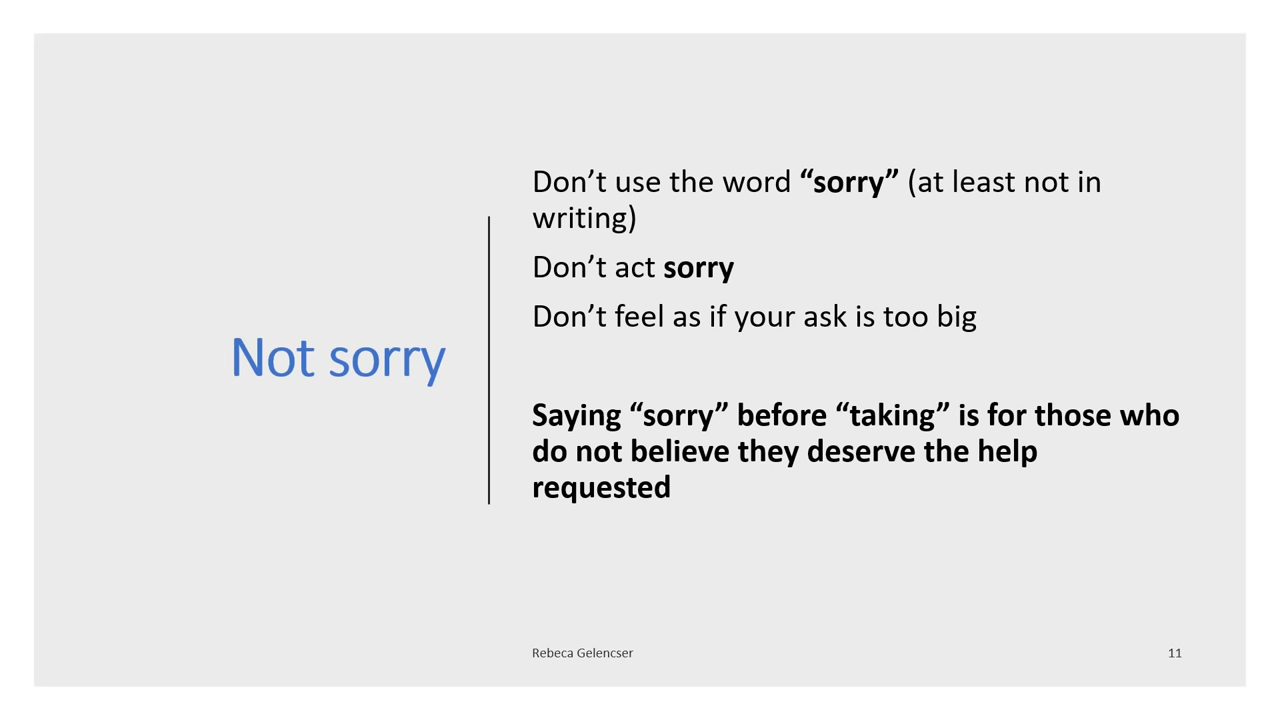 Not sorry
Don’t use the word “sorry” (at least not in
writing)
Don’t act sorry
Don’t feel as if your ask is too big
Saying “sorry” before “taking” is for those who
do not believe they deserve the help
requested
Rebeca Gelencser
11